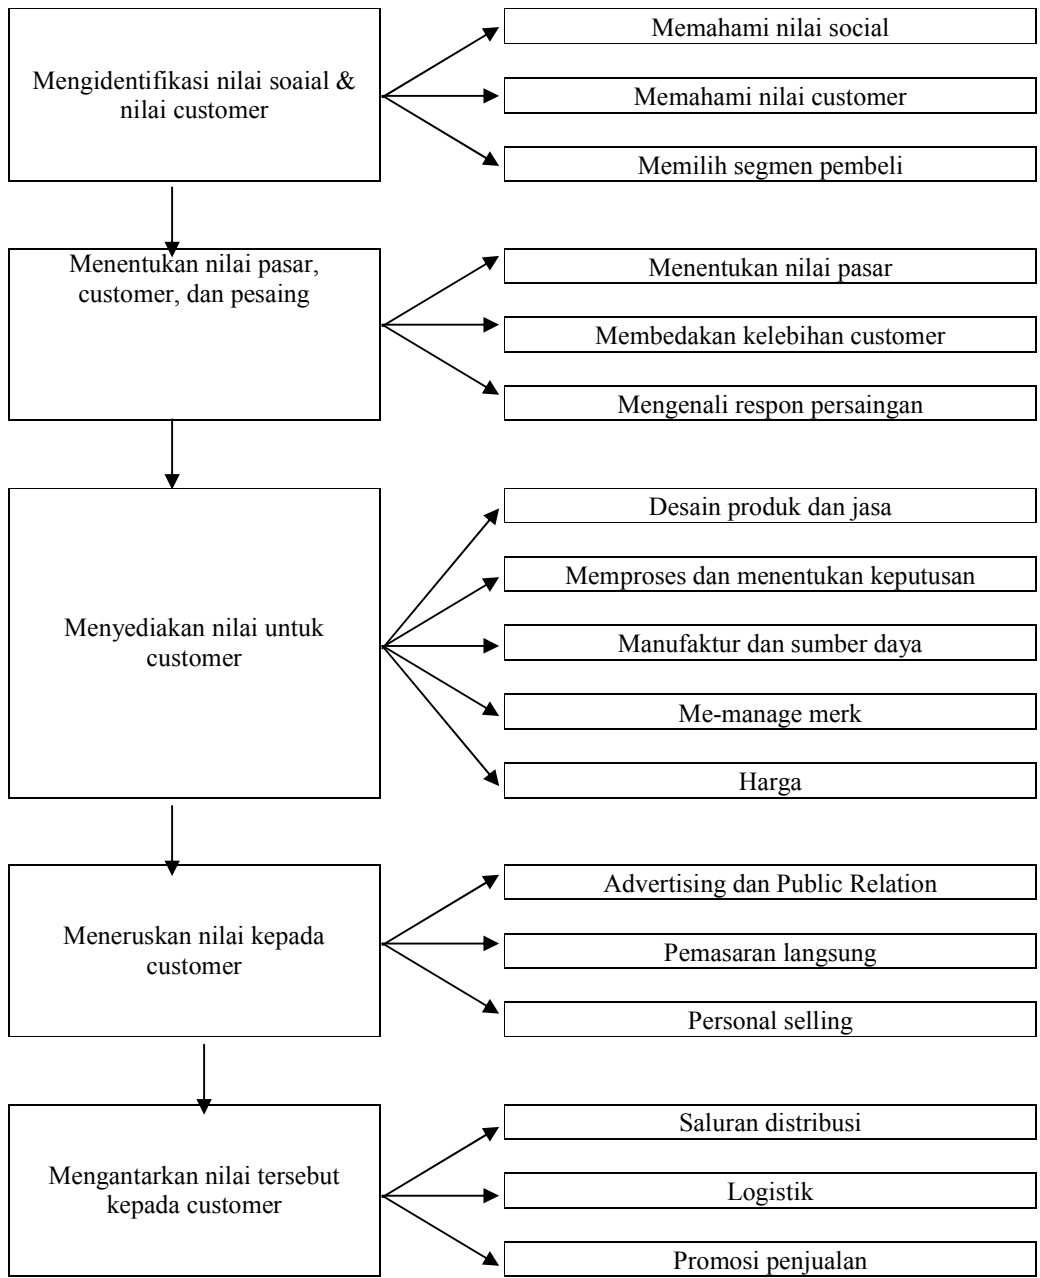 Mengidentifikasi nilai soaial &
nilai customer
Memahami nilai social
Memahami nilai customer
Memilih segmen pembeli
Menentukan nilai pasar,
customer, dan pesaing
Menentukan nilai pasar
Membedakan kelebihan customer
Mengenali respon persaingan
Menyediakan nilai untuk
customer
Desain produk dan jasa
Memproses dan menentukan keputusan
Manufaktur dan sumber daya
Me-manage merk
Harga
Meneruskan nilai kepada
customer
Advertising dan Public Relation
Pemasaran langsung
Personal selling
Mengantarkan nilai tersebut
kepada customer
Saluran distribusi
Logistik
Promosi penjualan